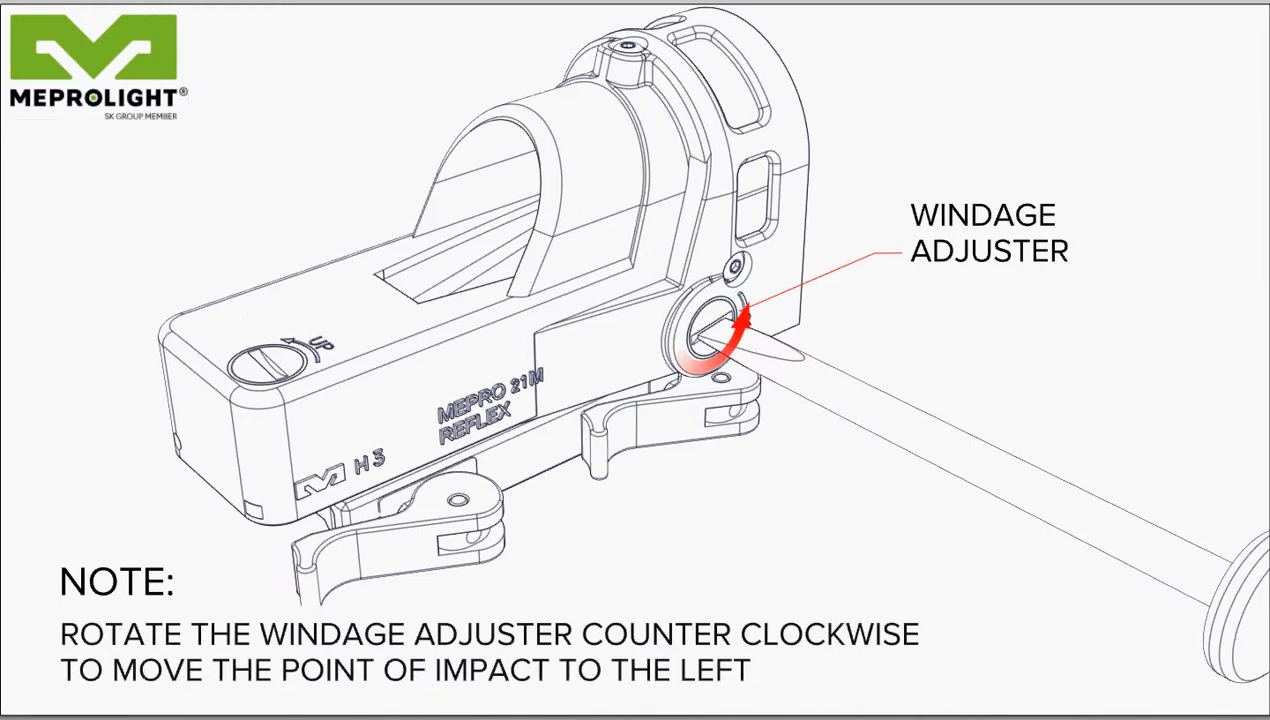 MEPROLIGHT®
SK GROUP MEMBER
WINDAGE
ADJUSTER
UP
MEPRO 21M
REFLEX
H3
NOTE:
ROTATE THE WINDAGE ADJUSTER COUNTER CLOCKWISE
TO MOVE THE POINT OF IMPACT TO THE LEFT